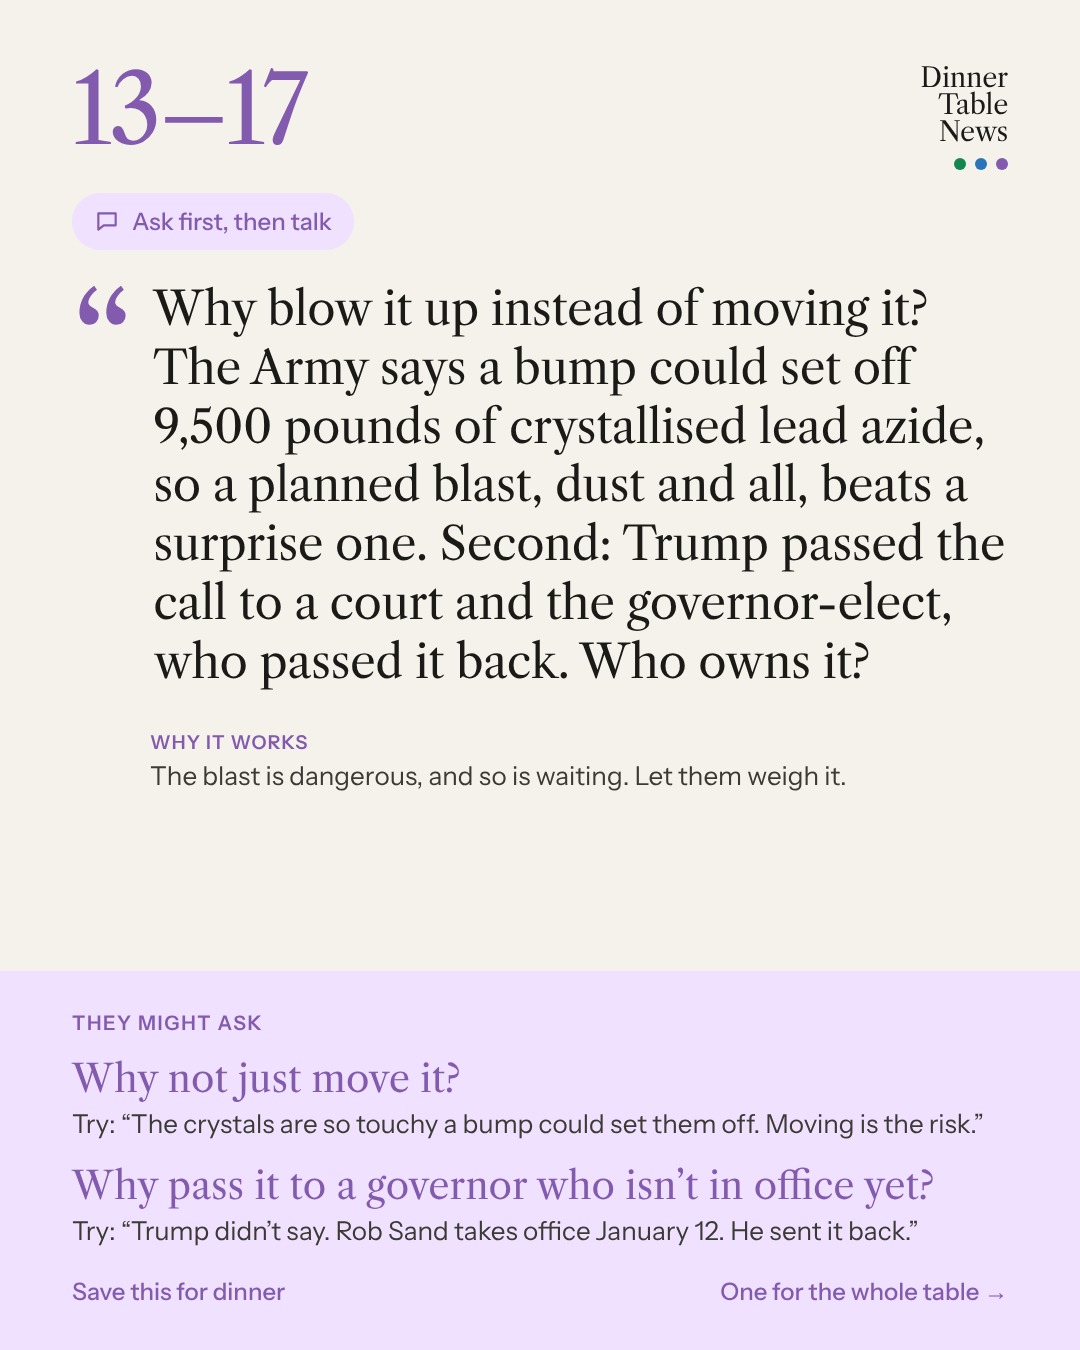 13–17
Dinner
Table
News
Ask first, then talk
“ Why blow it up instead of moving it?
The Army says a bump could set off
9,500 pounds of crystallised lead azide,
so a planned blast, dust and all, beats a
surprise one. Second: Trump passed the
call to a court and the governor-elect,
who passed it back. Who owns it?
WHY IT WORKS
The blast is dangerous, and so is waiting. Let them weigh it.
THEY MIGHT ASK
Why not just move it?
Try: “The crystals are so touchy a bump could set them off. Moving is the risk.”
Why pass it to a governor who isn’t in office yet?
Try: “Trump didn’t say. Rob Sand takes office January 12. He sent it back.”
Save this for dinner
One for the whole table →